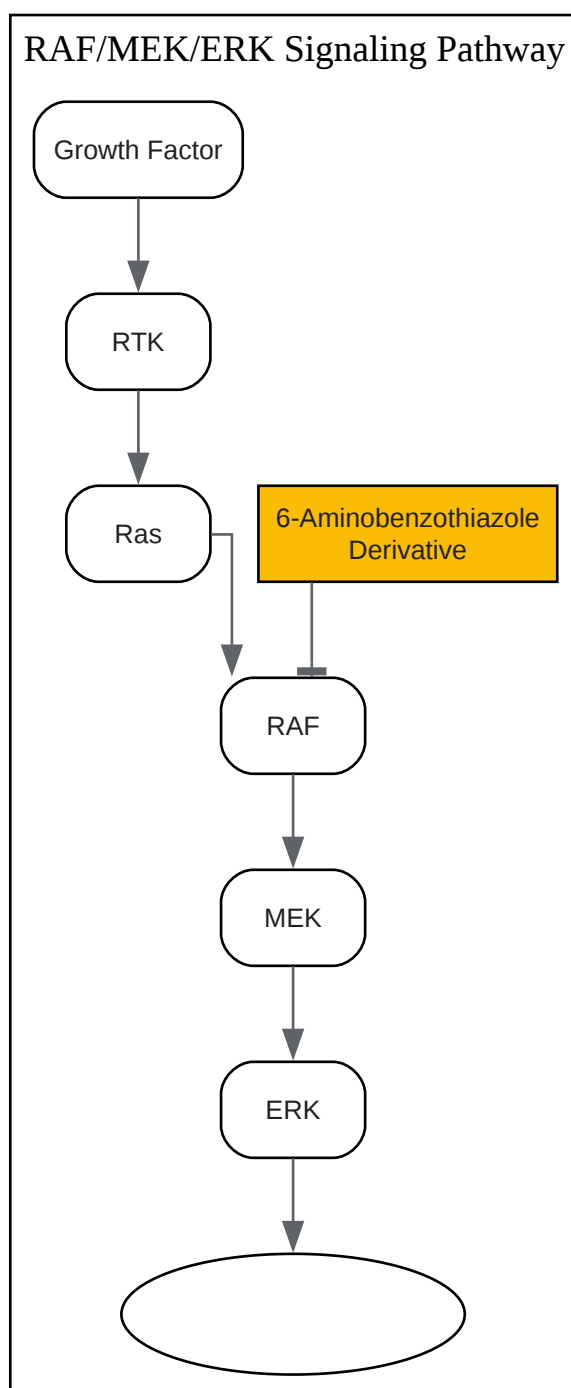 RAF/MEK/ERK Signaling Pathway
Growth Factor
RTK
Ras
6-Aminobenzothiazole
Derivative
RAF
MEK
ERK